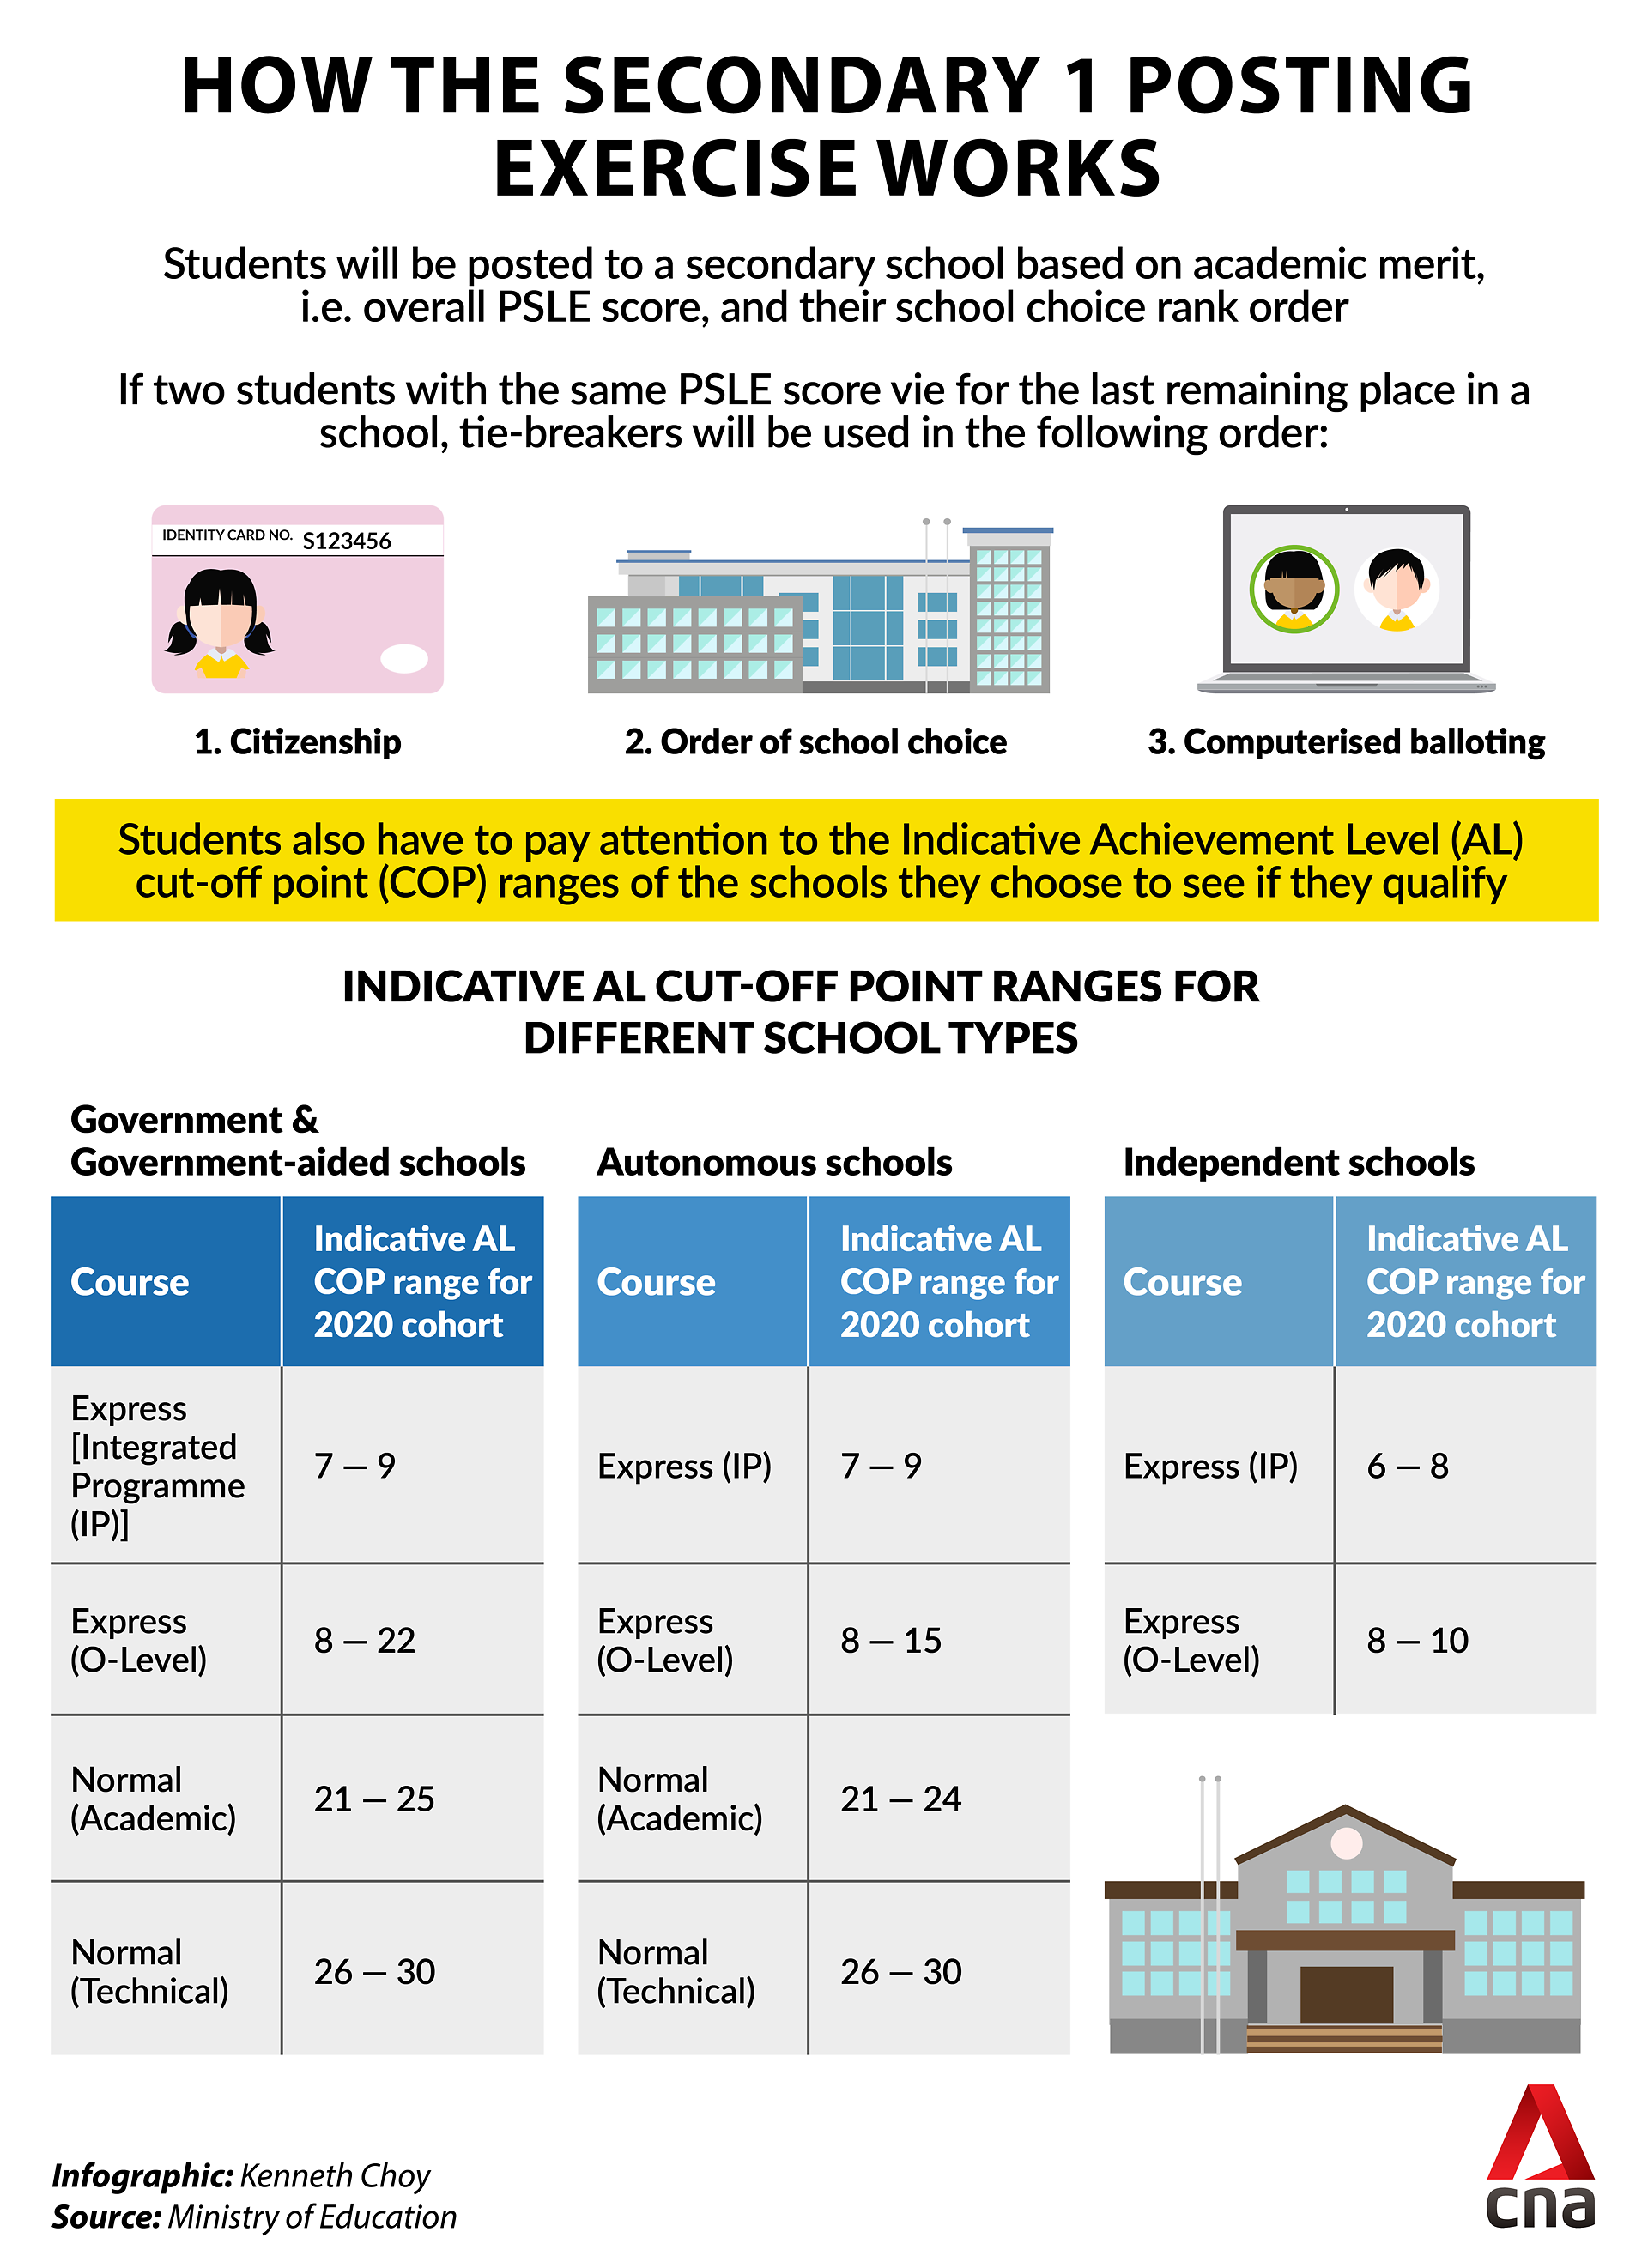 HOW THE SECONDARY 1 POSTING
EXERCISE WORKS
Students will be posted to a secondary school based on academic merit,
i.e. overall PSLE score, and their school choice rank order
If two students with the same PSLE score vie for the last remaining place in a
school, tie-breakers will be used in the following order:
IDENTITY CARD NO. S123456
1. Citizenship
2. Order of school choice
3. Computerised balloting
Students also have to pay attention to the Indicative Achievement Level (AL)
cut-off point (COP) ranges of the schools they choose to see if they qualify
INDICATIVE AL CUT-OFF POINT RANGES FOR
DIFFERENT SCHOOL TYPES
Government &
Government-aided schools
Course
Indicative AL
COP range for
2020 cohort
Express
[Integrated
Programme
(IP)]
7 — 9
Express
(O-Level)
8 — 22
Normal
(Academic)
21 — 25
Normal
(Technical)
26 — 30
Autonomous schools
Course
Indicative AL
COP range for
2020 cohort
Express (IP)
7 — 9
Express
(O-Level)
8 — 15
Normal
(Academic)
21 — 24
Normal
(Technical)
26 — 30
Independent schools
Course
Indicative AL
COP range for
2020 cohort
Express (IP)
6 — 8
Express
(O-Level)
8 — 10
Infographic: Kenneth Choy
Source: Ministry of Education
cna